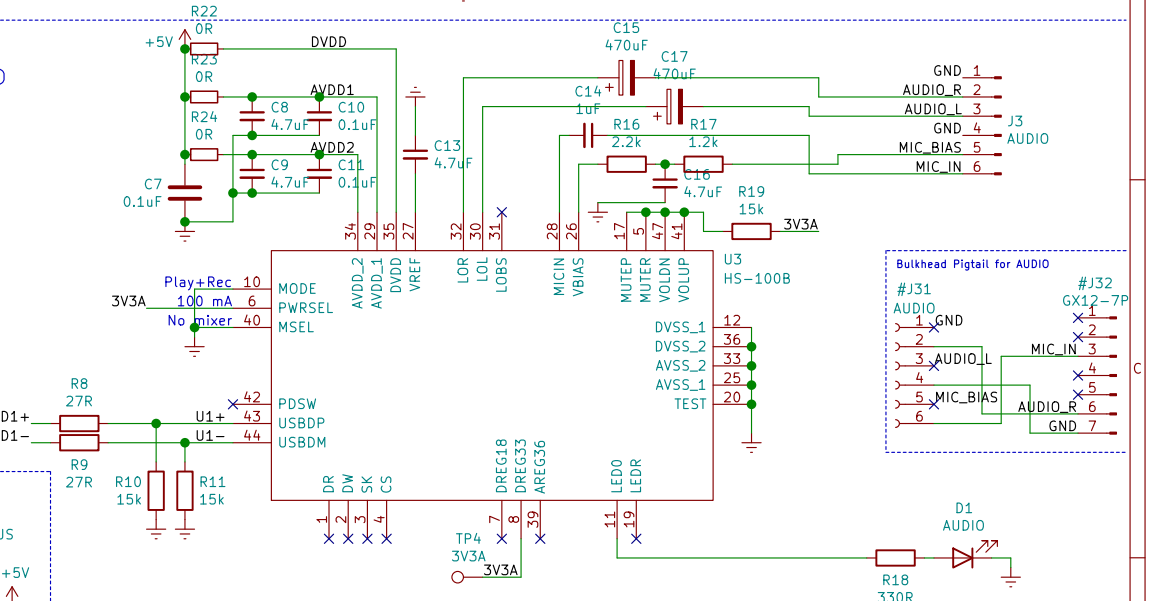 R22
0R
+5V
DVDD
R23
0R
AVDD1
C8
4.7uF
C10
0.1uF
R24
0R
AVDD2
C9
4.7uF
C11
0.1uF
C7
0.1uF
C13
4.7uF
C15
470uF
+
C17
470uF
+
C14
1uF
R16
2.2k
R17
1.2k
C16
4.7uF
R19
15k
3V3A
GND 1
AUDIO_R 2
AUDIO_L 3
GND 4
MIC_BIAS 5
MIC_IN 6
J3
AUDIO
34 29 35 27 32 30 31 28 26 17 5 47 41
AVDD_2 AVDD_1 DVDD VREF LOR LOL LOBS MICIN VBIAS MUTEP MUTER VOLDN VOLUP
U3
HS-100B
Play+Rec 10 MODE
3V3A 100 mA 6 PWRSEL
No mixer 40 MSEL
42 PDSW
U1+ 43 USBDP
U1- 44 USBDM
DVSS_1 12
DVSS_2 36
AVSS_2 33
AVSS_1 25
TEST 20
R8
27R
D1+
D1-
R9
27R
R10
15k
R11
15k
DR DW SK CS DREG18 DREG33 AREG36 LED0 LEDR
1 2 3 4 7 8 39 11 19
TP4
3V3A
3V3A
D1
AUDIO
R18
330R
Bulkhead Pigtail for AUDIO
#J31
AUDIO
1 GND
2
3 AUDIO_L
4
5 MIC_BIAS
6
#J32
GX12-7P
1
2
MIC_IN 3
4
5
AUDIO_R 6
GND 7
C
US
+5V